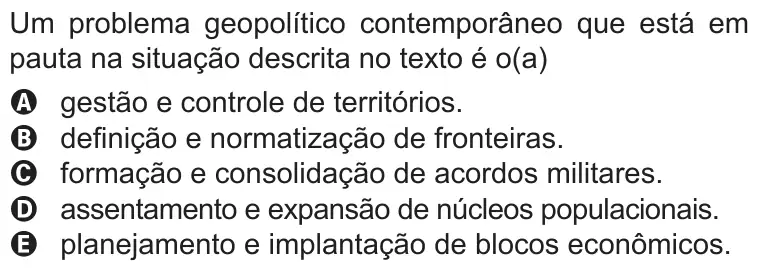 Um problema geopolítico contemporâneo que está em
pauta na situação descrita no texto é o(a)
A gestão e controle de territórios.
B definição e normatização de fronteiras.
C formação e consolidação de acordos militares.
D assentamento e expansão de núcleos populacionais.
E planejamento e implantação de blocos econômicos.